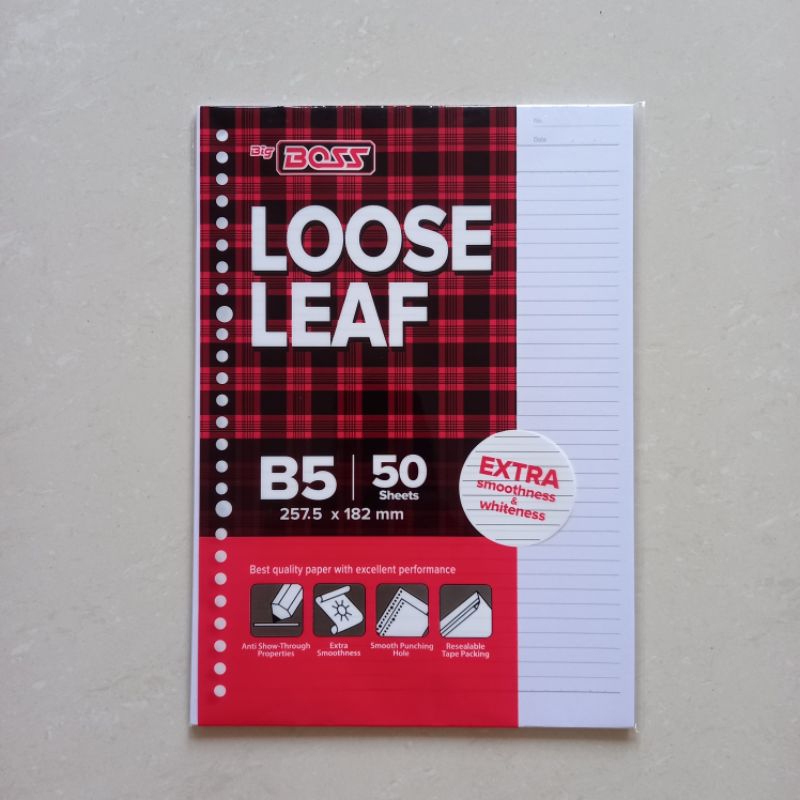 Big BOSS
No.
Date
LOOSE
LEAF
B5 | 50
Sheets
257.5 x 182 mm
EXTRA
smoothness
&
whiteness
Best quality paper with excellent performance
Anti Show-Through
Properties
Extra
Smoothness
Smooth Punching
Hole
Resealable
Tape Packing